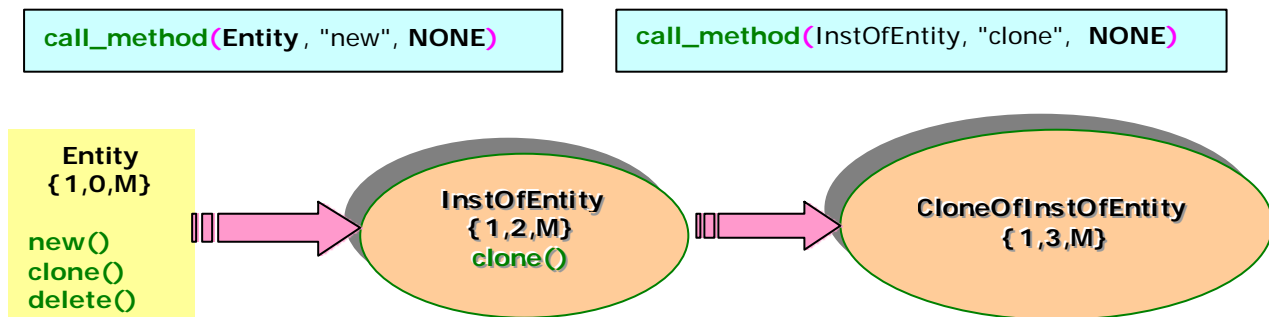 call_method(Entity, "new", NONE)
call_method(InstOfEntity, "clone", NONE)
Entity
{1,0,M}
new()
clone()
delete()
InstOfEntity
{1,2,M}
clone()
CloneOfInstOfEntity
{1,3,M}